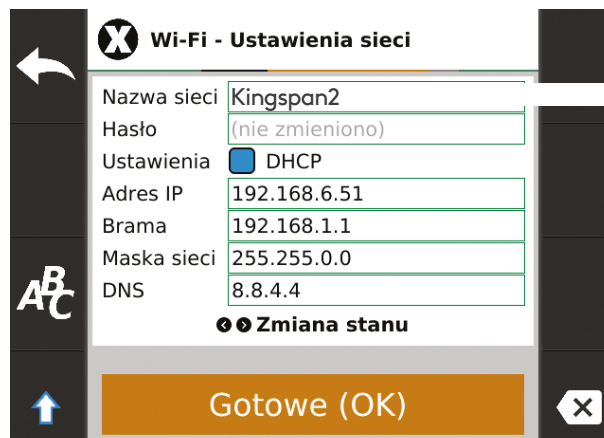 Wi-Fi - Ustawienia sieci
Nazwa sieci Kingspan2
Hasło (nie zmieniono)
Ustawienia DHCP
Adres IP 192.168.6.51
Brama 192.168.1.1
Maska sieci 255.255.0.0
DNS 8.8.4.4
Zmiana stanu
ABC
Gotowe (OK)